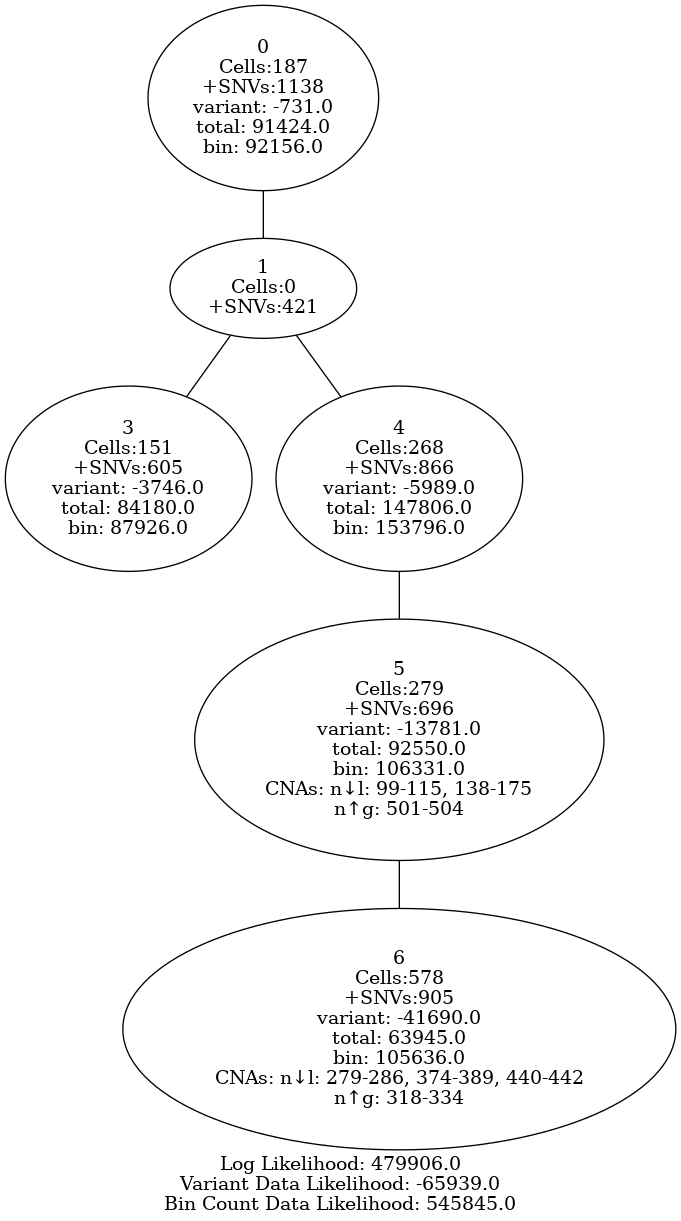 0
Cells:187
+SNVs:1138
variant: -731.0
total: 91424.0
bin: 92156.0
1
Cells:0
+SNVs:421
3
Cells:151
+SNVs:605
variant: -3746.0
total: 84180.0
bin: 87926.0
4
Cells:268
+SNVs:866
variant: -5989.0
total: 147806.0
bin: 153796.0
5
Cells:279
+SNVs:696
variant: -13781.0
total: 92550.0
bin: 106331.0
CNAs: n↓l: 99-115, 138-175
n↑g: 501-504
6
Cells:578
+SNVs:905
variant: -41690.0
total: 63945.0
bin: 105636.0
CNAs: n↓l: 279-286, 374-389, 440-442
n↑g: 318-334
Log Likelihood: 479906.0
Variant Data Likelihood: -65939.0
Bin Count Data Likelihood: 545845.0